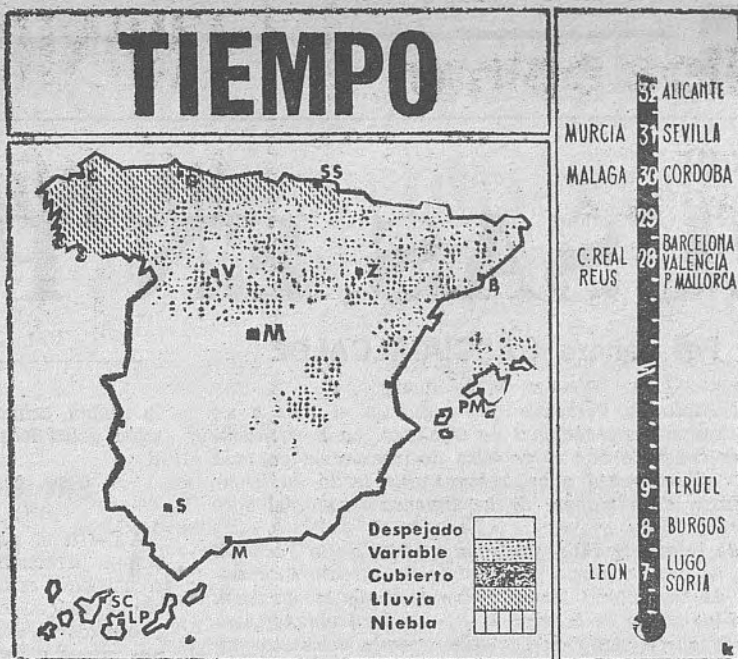 TIEMPO
C
G
SS
V
Z
B
M
PM
S
M
SC
LP
Despejado
Variable
Cubierto
Lluvia
Niebla
32 ALICANTE
MURCIA 31 SEVILLA
MALAGA 30 CORDOBA
29
C.REAL 28 BARCELONA
REUS VALENCIA
P. MALLORCA
9 TERUEL
8 BURGOS
LEON 7 LUGO
SORIA
k